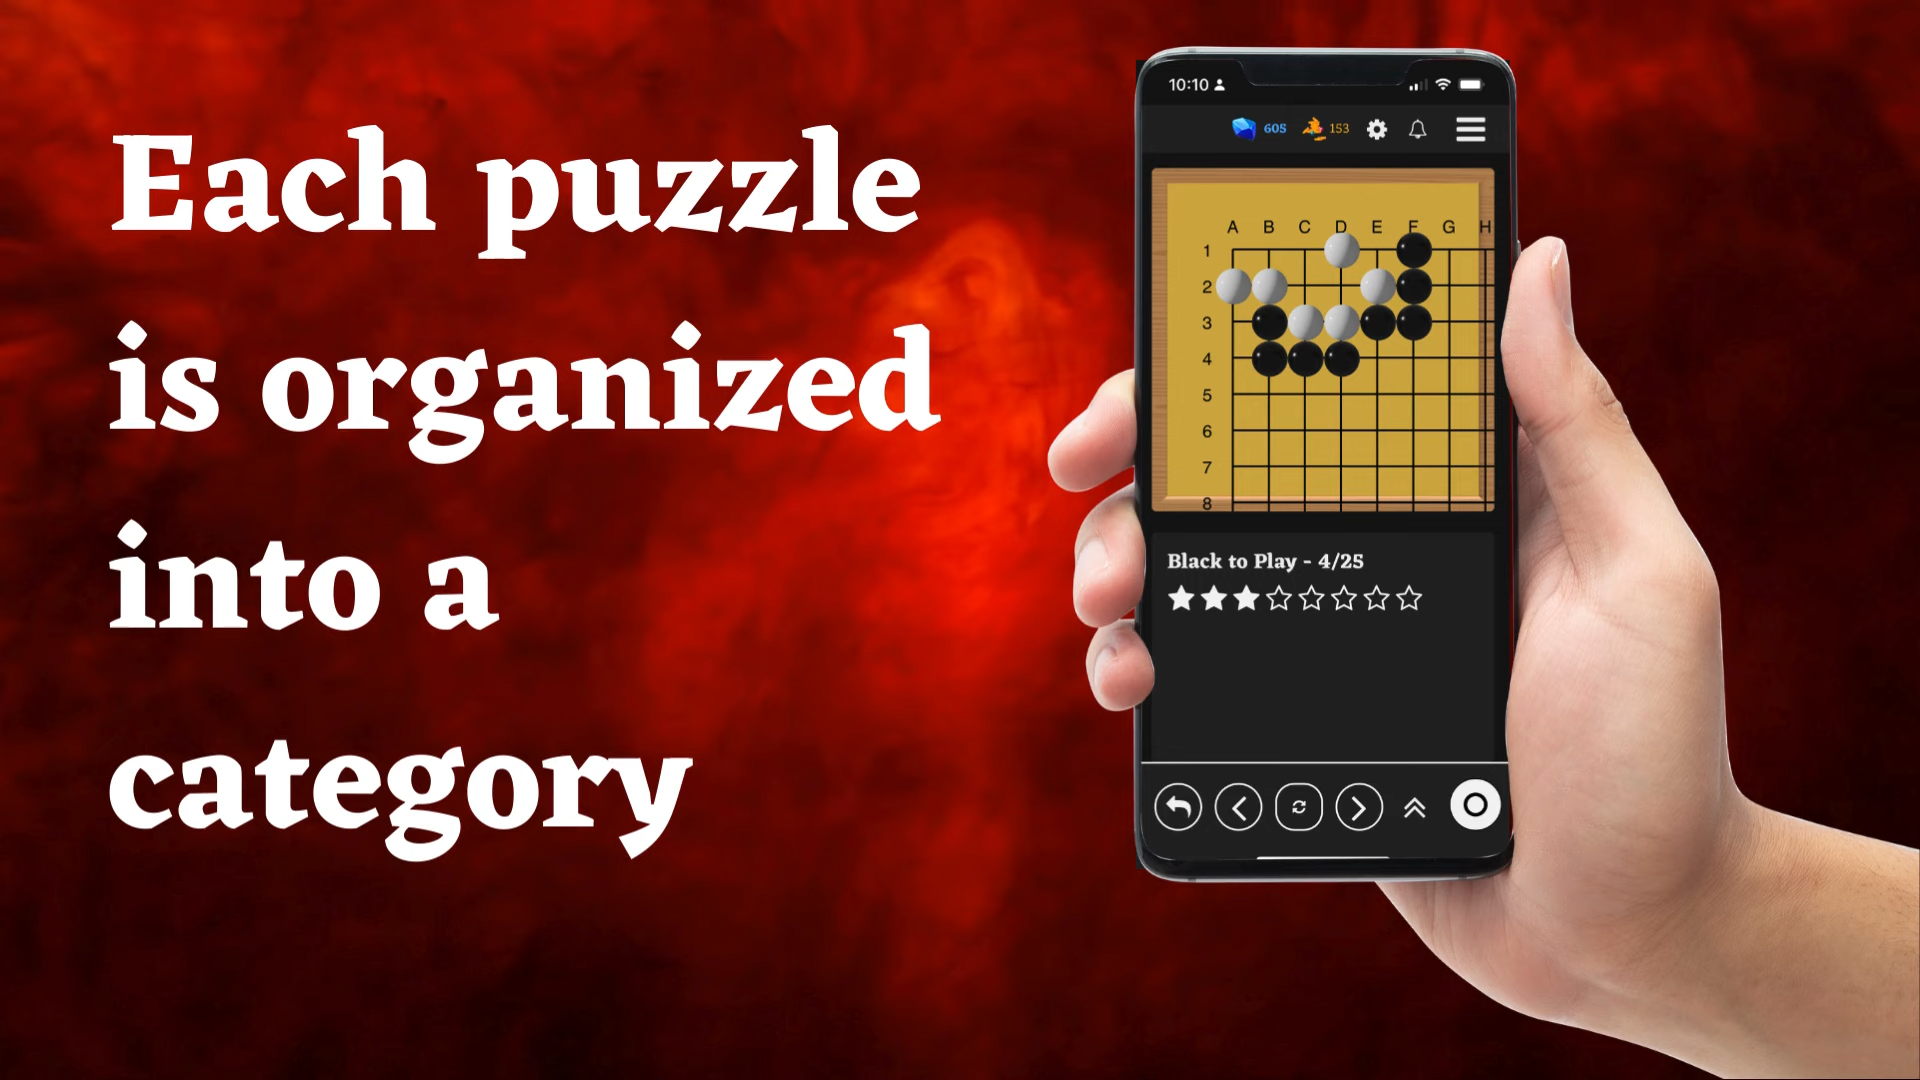 Each puzzle
is organized
into a
category
10:10
605 153
A B C D E F G H
1
2
3
4
5
6
7
8
Black to Play - 4/25